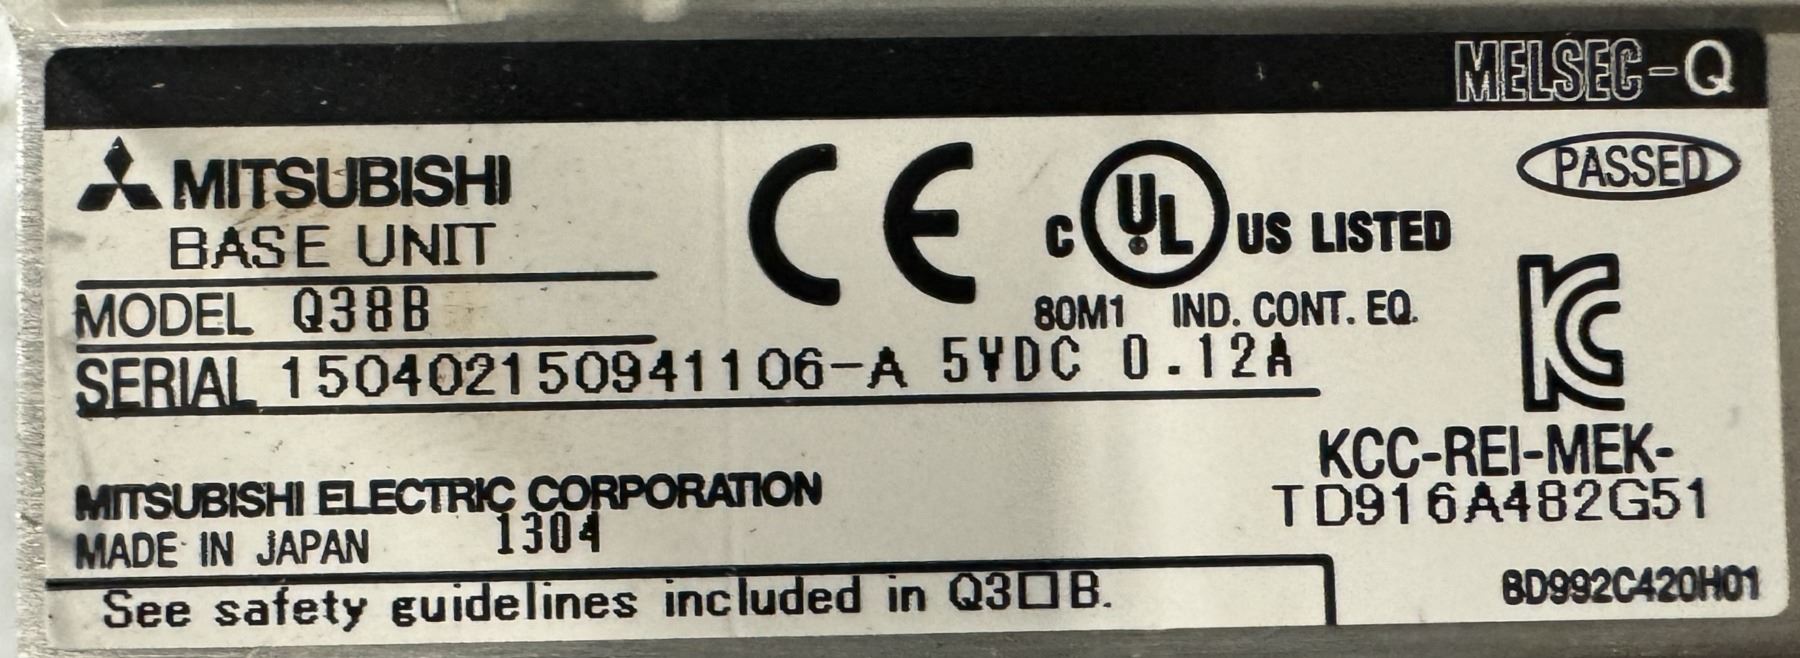 MELSEC-Q
MITSUBISHI
BASE UNIT
MODEL Q38B
SERIAL 150402150941106-A 5VDC 0.12A
CE
C UL US LISTED
80M1 IND. CONT. EQ.
PASSED
KCC-REI-MEK-
TD916A482G51
MITSUBISHI ELECTRIC CORPORATION
MADE IN JAPAN 1304
See safety guidelines included in Q3□B.
BD992C420H01